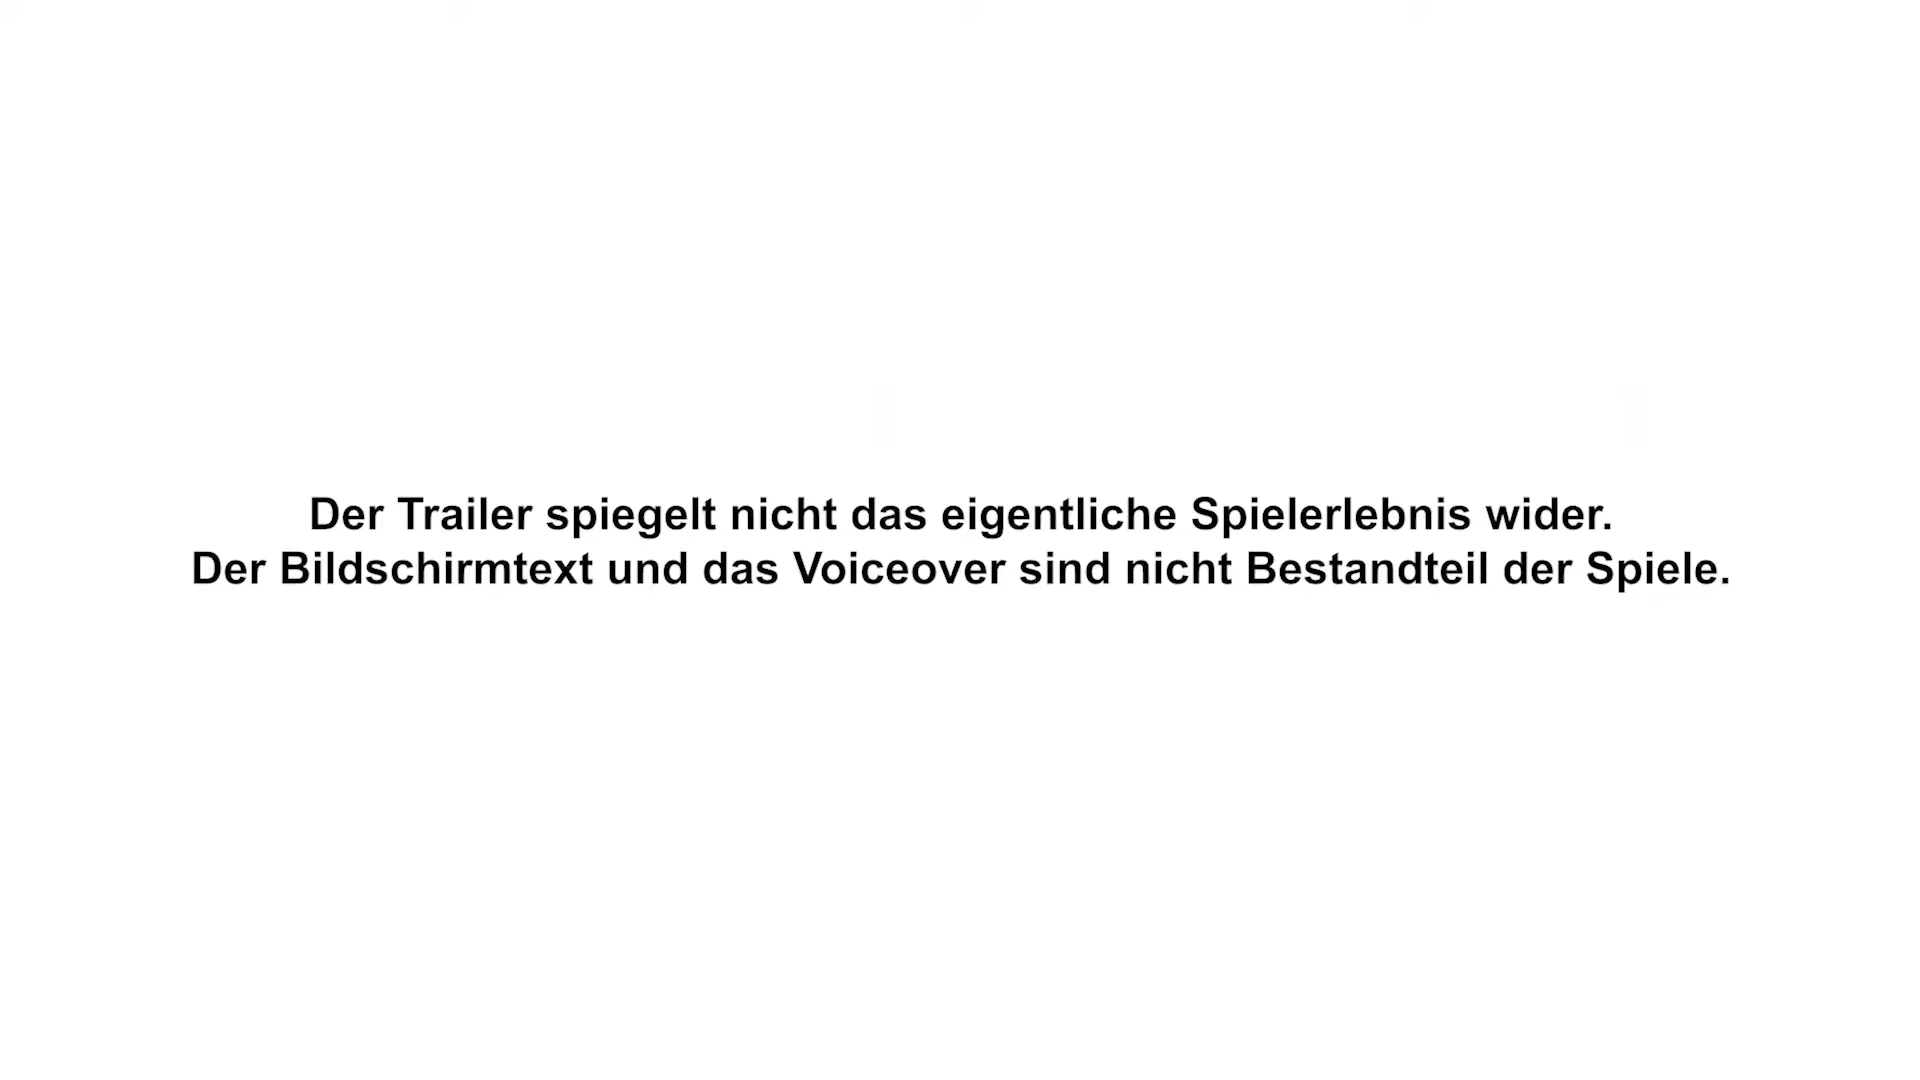 Der Trailer spiegelt nicht das eigentliche Spielerlebnis wider.
Der Bildschirmtext und das Voiceover sind nicht Bestandteil der Spiele.